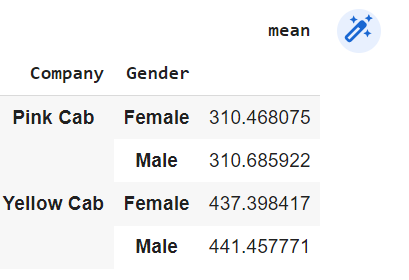 mean
Company Gender
Pink Cab Female 310.468075
Male 310.685922
Yellow Cab Female 437.398417
Male 441.457771